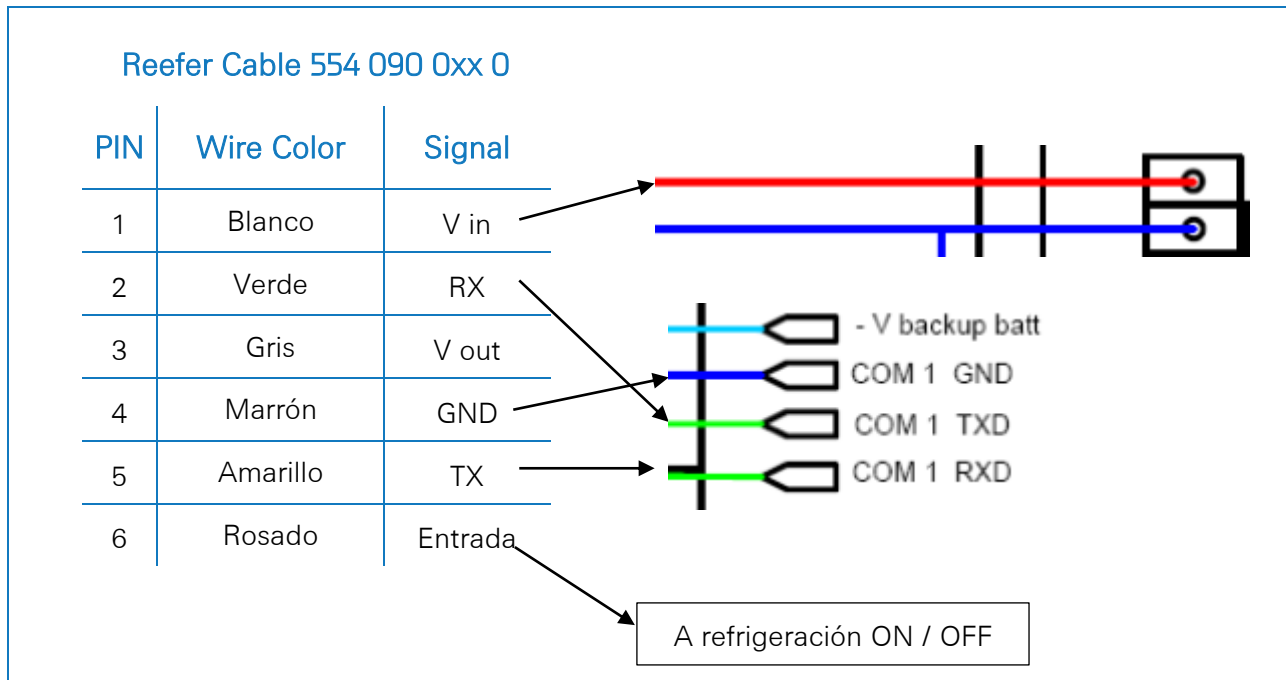 Reefer Cable 554 090 0xx 0
PIN Wire Color Signal
1 Blanco V in
2 Verde RX
3 Gris V out
4 Marrón GND
5 Amarillo TX
6 Rosado Entrada
- V backup batt
COM 1 GND
COM 1 TXD
COM 1 RXD
A refrigeración ON / OFF